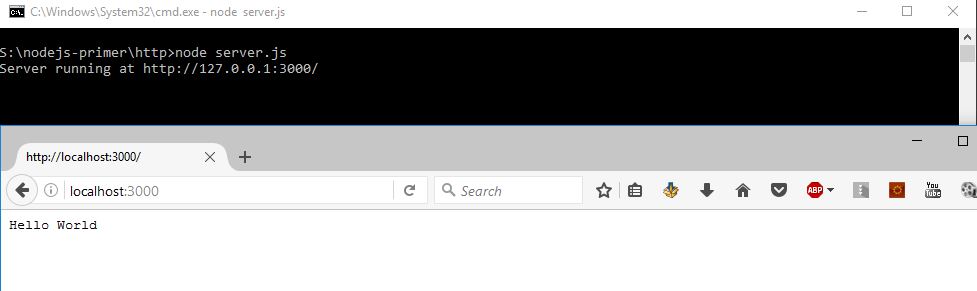 C:\Windows\System32\cmd.exe - node server.js
S:\nodejs-primer\http>node server.js
Server running at http://127.0.0.1:3000/
http://localhost:3000/
localhost:3000
Search
ABP
You
Tube
Hello World